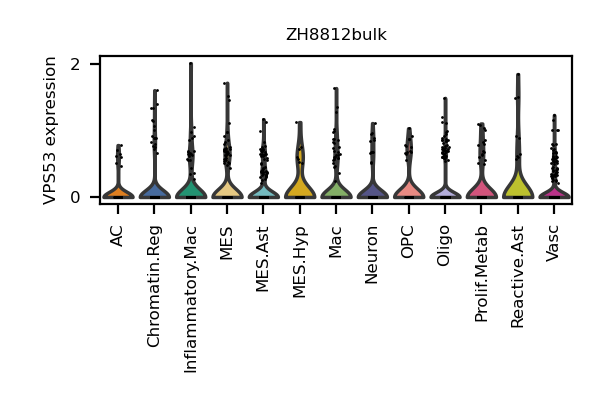 ZH8812bulk
VPS53 expression
2
0
AC
Chromatin.Reg
Inflammatory.Mac
MES
MES.Ast
MES.Hyp
Mac
Neuron
OPC
Oligo
Prolif.Metab
Reactive.Ast
Vasc